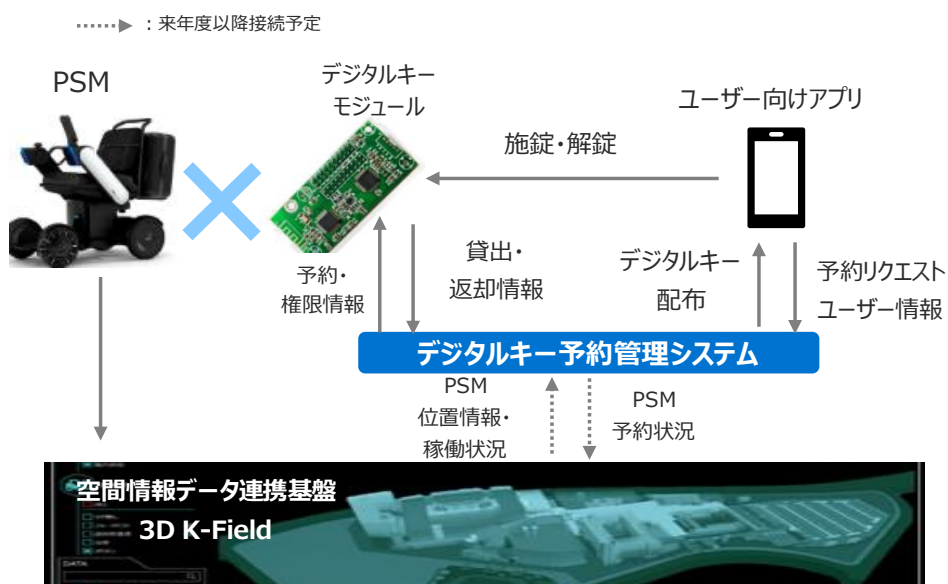 ：来年度以降接続予定
PSM
デジタルキー
モジュール
ユーザー向けアプリ
施錠・解錠
予約・
権限情報
貸出・
返却情報
デジタルキー
配布
予約リクエスト
ユーザー情報
デジタルキー予約管理システム
PSM
位置情報・
稼働状況
PSM
予約状況
空間情報データ連携基盤
3D K-Field
DATA